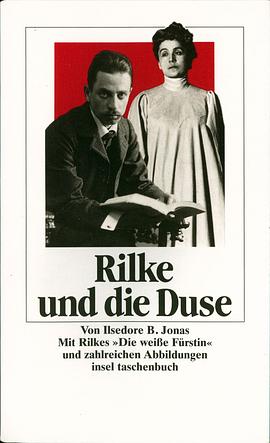 Rilke
und die Duse
Von Ilsedore B. Jonas
Mit Rilkes »Die weiße Fürstin«
und zahlreichen Abbildungen
insel taschenbuch